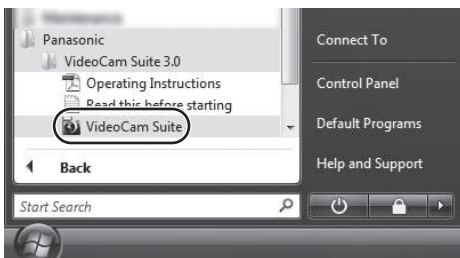 Panasonic
VideoCam Suite 3.0
Operating Instructions
Read this before starting
VideoCam Suite
Back
Start Search
Connect To
Control Panel
Default Programs
Help and Support